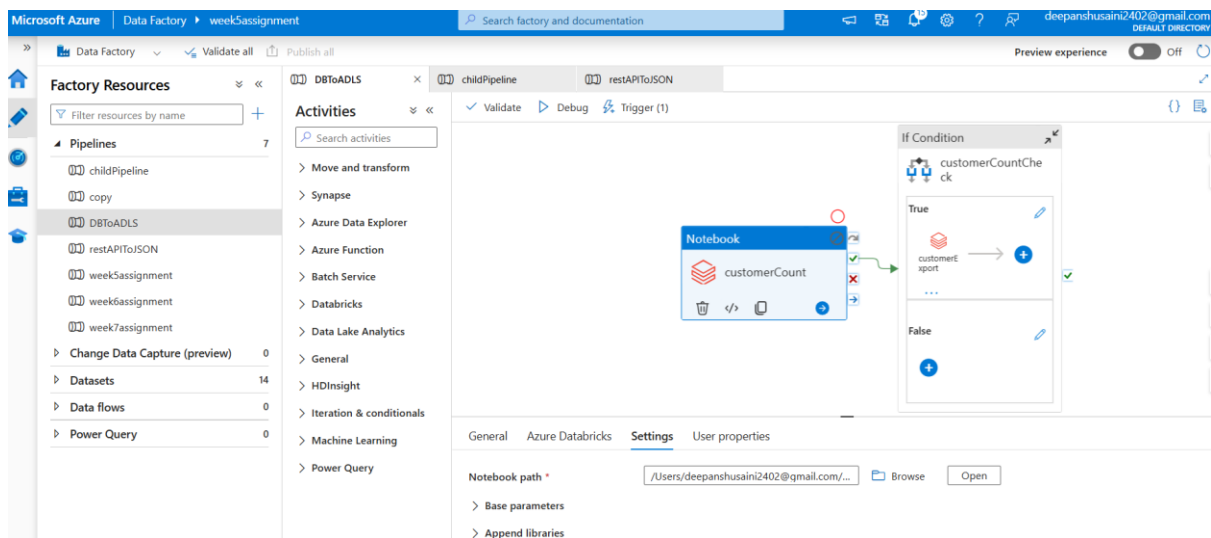 Microsoft Azure Data Factory week5assignment Search factory and documentation 15 deepanshusaini2402@gmail.com
DEFAULT DIRECTORY
Data Factory Validate all Publish all Preview experience Off
Factory Resources
Filter resources by name
Pipelines 7
childPipeline
copy
DBToADLS
restAPIToJSON
week5assignment
week6assignment
week7assignment
Change Data Capture (preview) 0
Datasets 14
Data flows 0
Power Query 0
DBToADLS childPipeline restAPIToJSON
Activities
Search activities
Move and transform
Synapse
Azure Data Explorer
Azure Function
Batch Service
Databricks
Data Lake Analytics
General
HDInsight
Iteration & conditionals
Machine Learning
Power Query
Validate Debug Trigger (1)
Notebook
customerCount
If Condition
customerCountChe
ck
True
customerE
xport
...
False
General Azure Databricks Settings User properties
Notebook path * /Users/deepanshusaini2402@gmail.com/... Browse Open
Base parameters
Append libraries